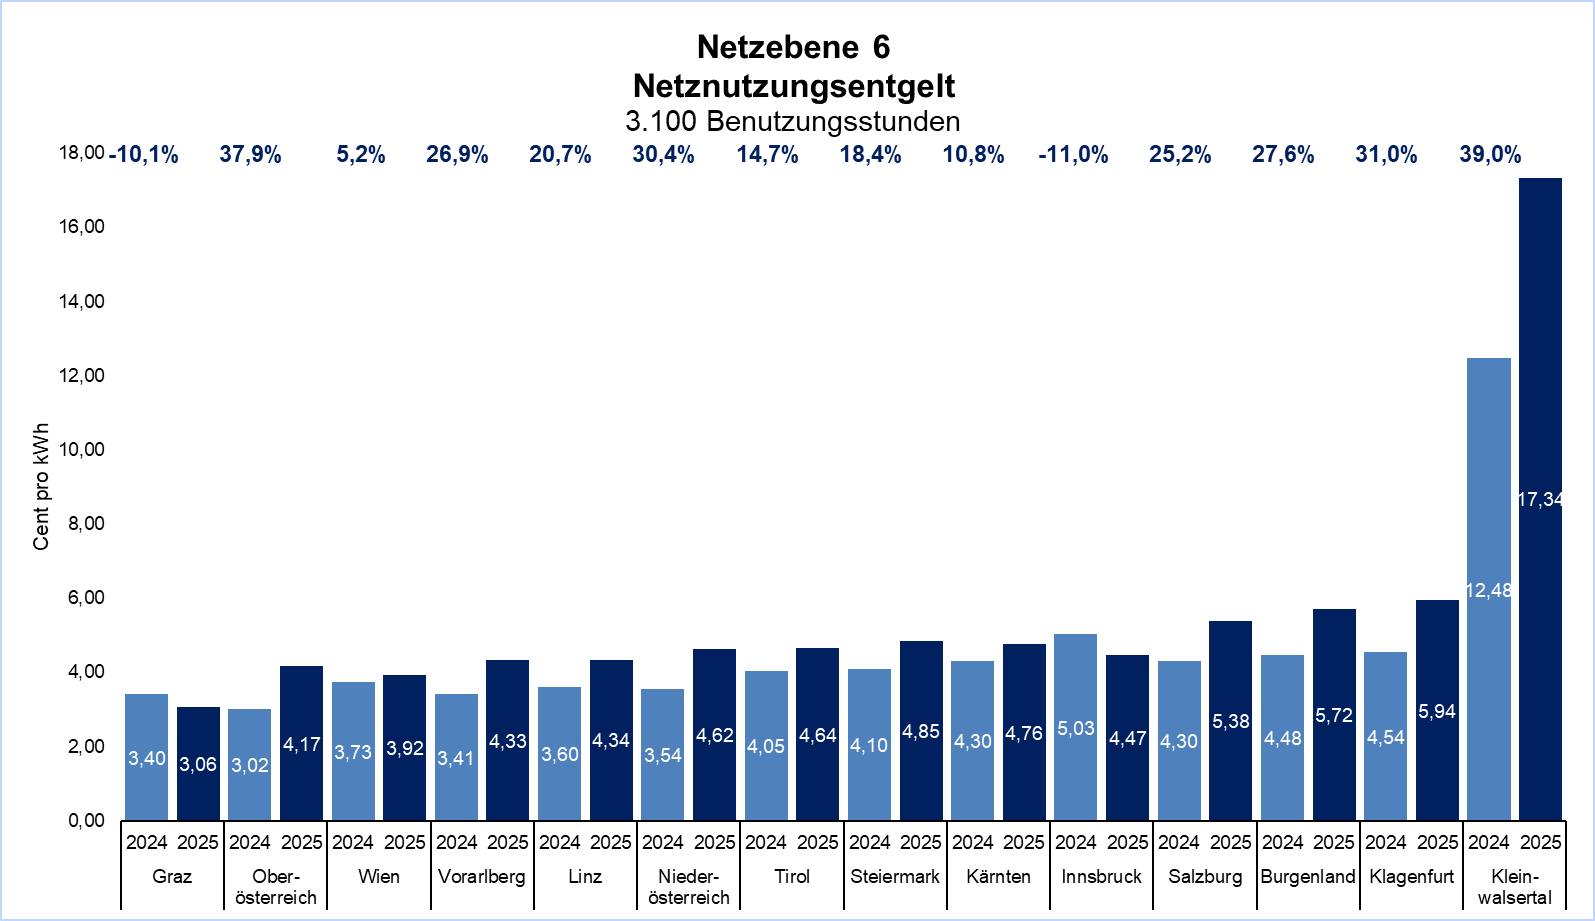 Netzebene 6
Netznutzungsentgelt
3.100 Benutzungsstunden
-10,1% 37,9% 5,2% 26,9% 20,7% 30,4% 14,7% 18,4% 10,8% -11,0% 25,2% 27,6% 31,0% 39,0%
Cent pro kWh
18,00
16,00
14,00
12,00
10,00
8,00
6,00
4,00
2,00
0,00
3,40 3,06 3,02 4,17 3,73 3,92 3,41 4,33 3,60 4,34 3,54 4,62 4,05 4,64 4,10 4,85 4,30 4,76 5,03 4,47 4,30 5,38 4,48 5,72 4,54 5,94 12,48 17,34
2024 2025 2024 2025 2024 2025 2024 2025 2024 2025 2024 2025 2024 2025 2024 2025 2024 2025 2024 2025 2024 2025 2024 2025 2024 2025 2024 2025
Graz Ober- Wien Vorarlberg Linz Nieder- Tirol Steiermark Kärnten Innsbruck Salzburg Burgenland Klagenfurt Klein-
österreich österreich walsertal